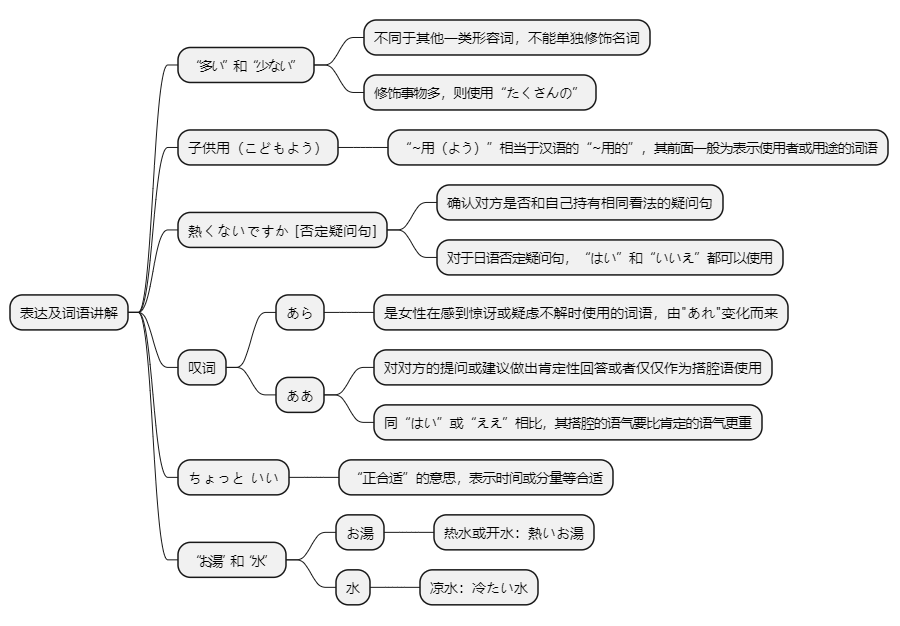 表达及词语讲解
“多い”和“少ない”
不同于其他一类形容词，不能单独修饰名词
修饰事物多，则使用“たくさんの”
子供用（こどもよう）
“~用（よう）”相当于汉语的“~用的”，其前面一般为表示使用者或用途的词语
熱くないですか [否定疑问句]
确认对方是否和自己持有相同看法的疑问句
对于日语否定疑问句，“はい”和“いいえ”都可以使用
叹词
あら
是女性在感到惊讶或疑虑不解时使用的词语，由"あれ"变化而来
ああ
对对方的提问或建议做出肯定性回答或者仅仅作为搭腔语使用
同“はい”或“ええ”相比，其搭腔的语气要比肯定的语气更重
ちょっと いい
“正合适”的意思，表示时间或分量等合适
“お湯”和“水”
お湯
热水或开水：熱いお湯
水
凉水：冷たい水